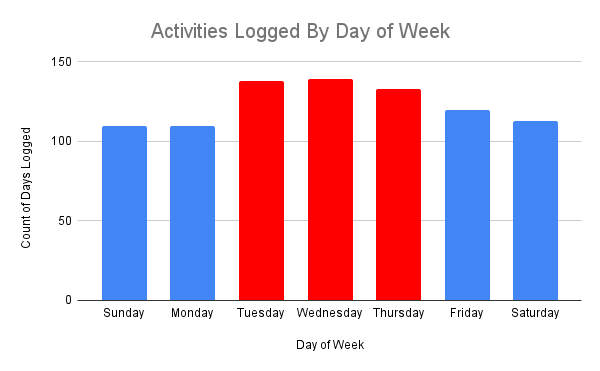 Activities Logged By Day of Week
Count of Days Logged
150
100
50
0
Sunday Monday Tuesday Wednesday Thursday Friday Saturday
Day of Week